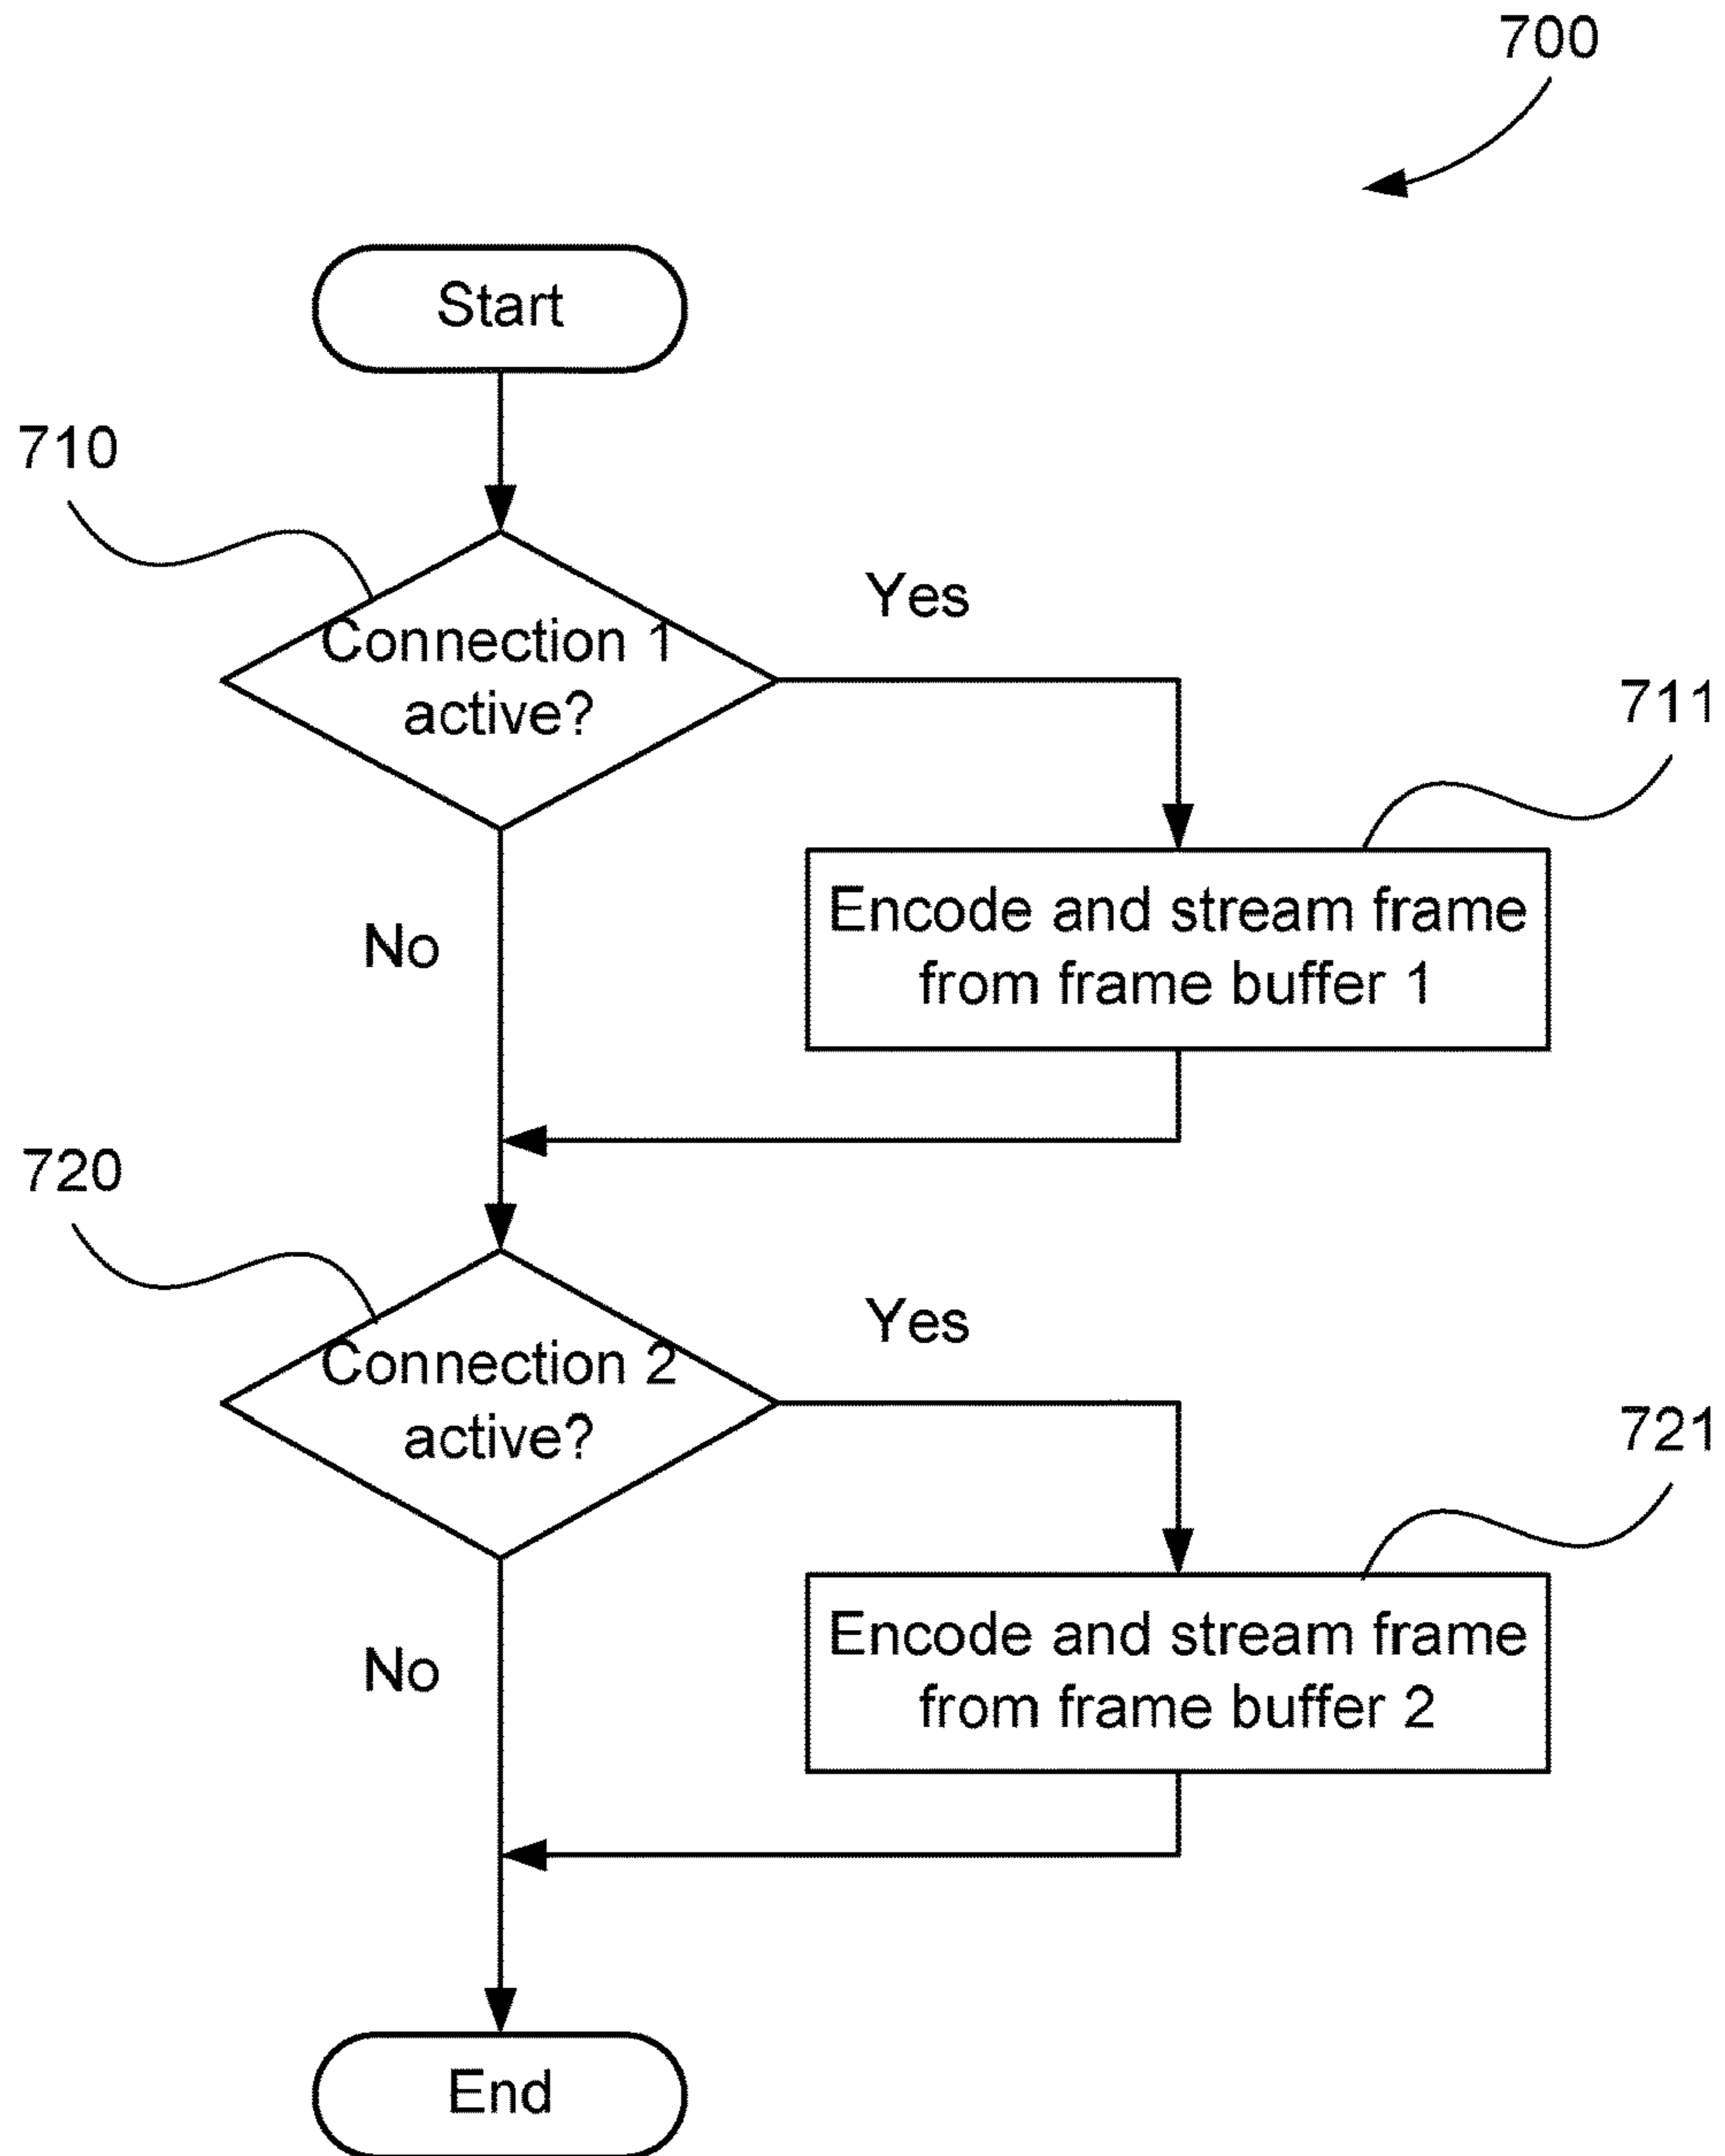 700
Start
710
Connection 1
active?
Yes
711
Encode and stream frame
from frame buffer 1
No
720
Connection 2
active?
Yes
721
Encode and stream frame
from frame buffer 2
No
End